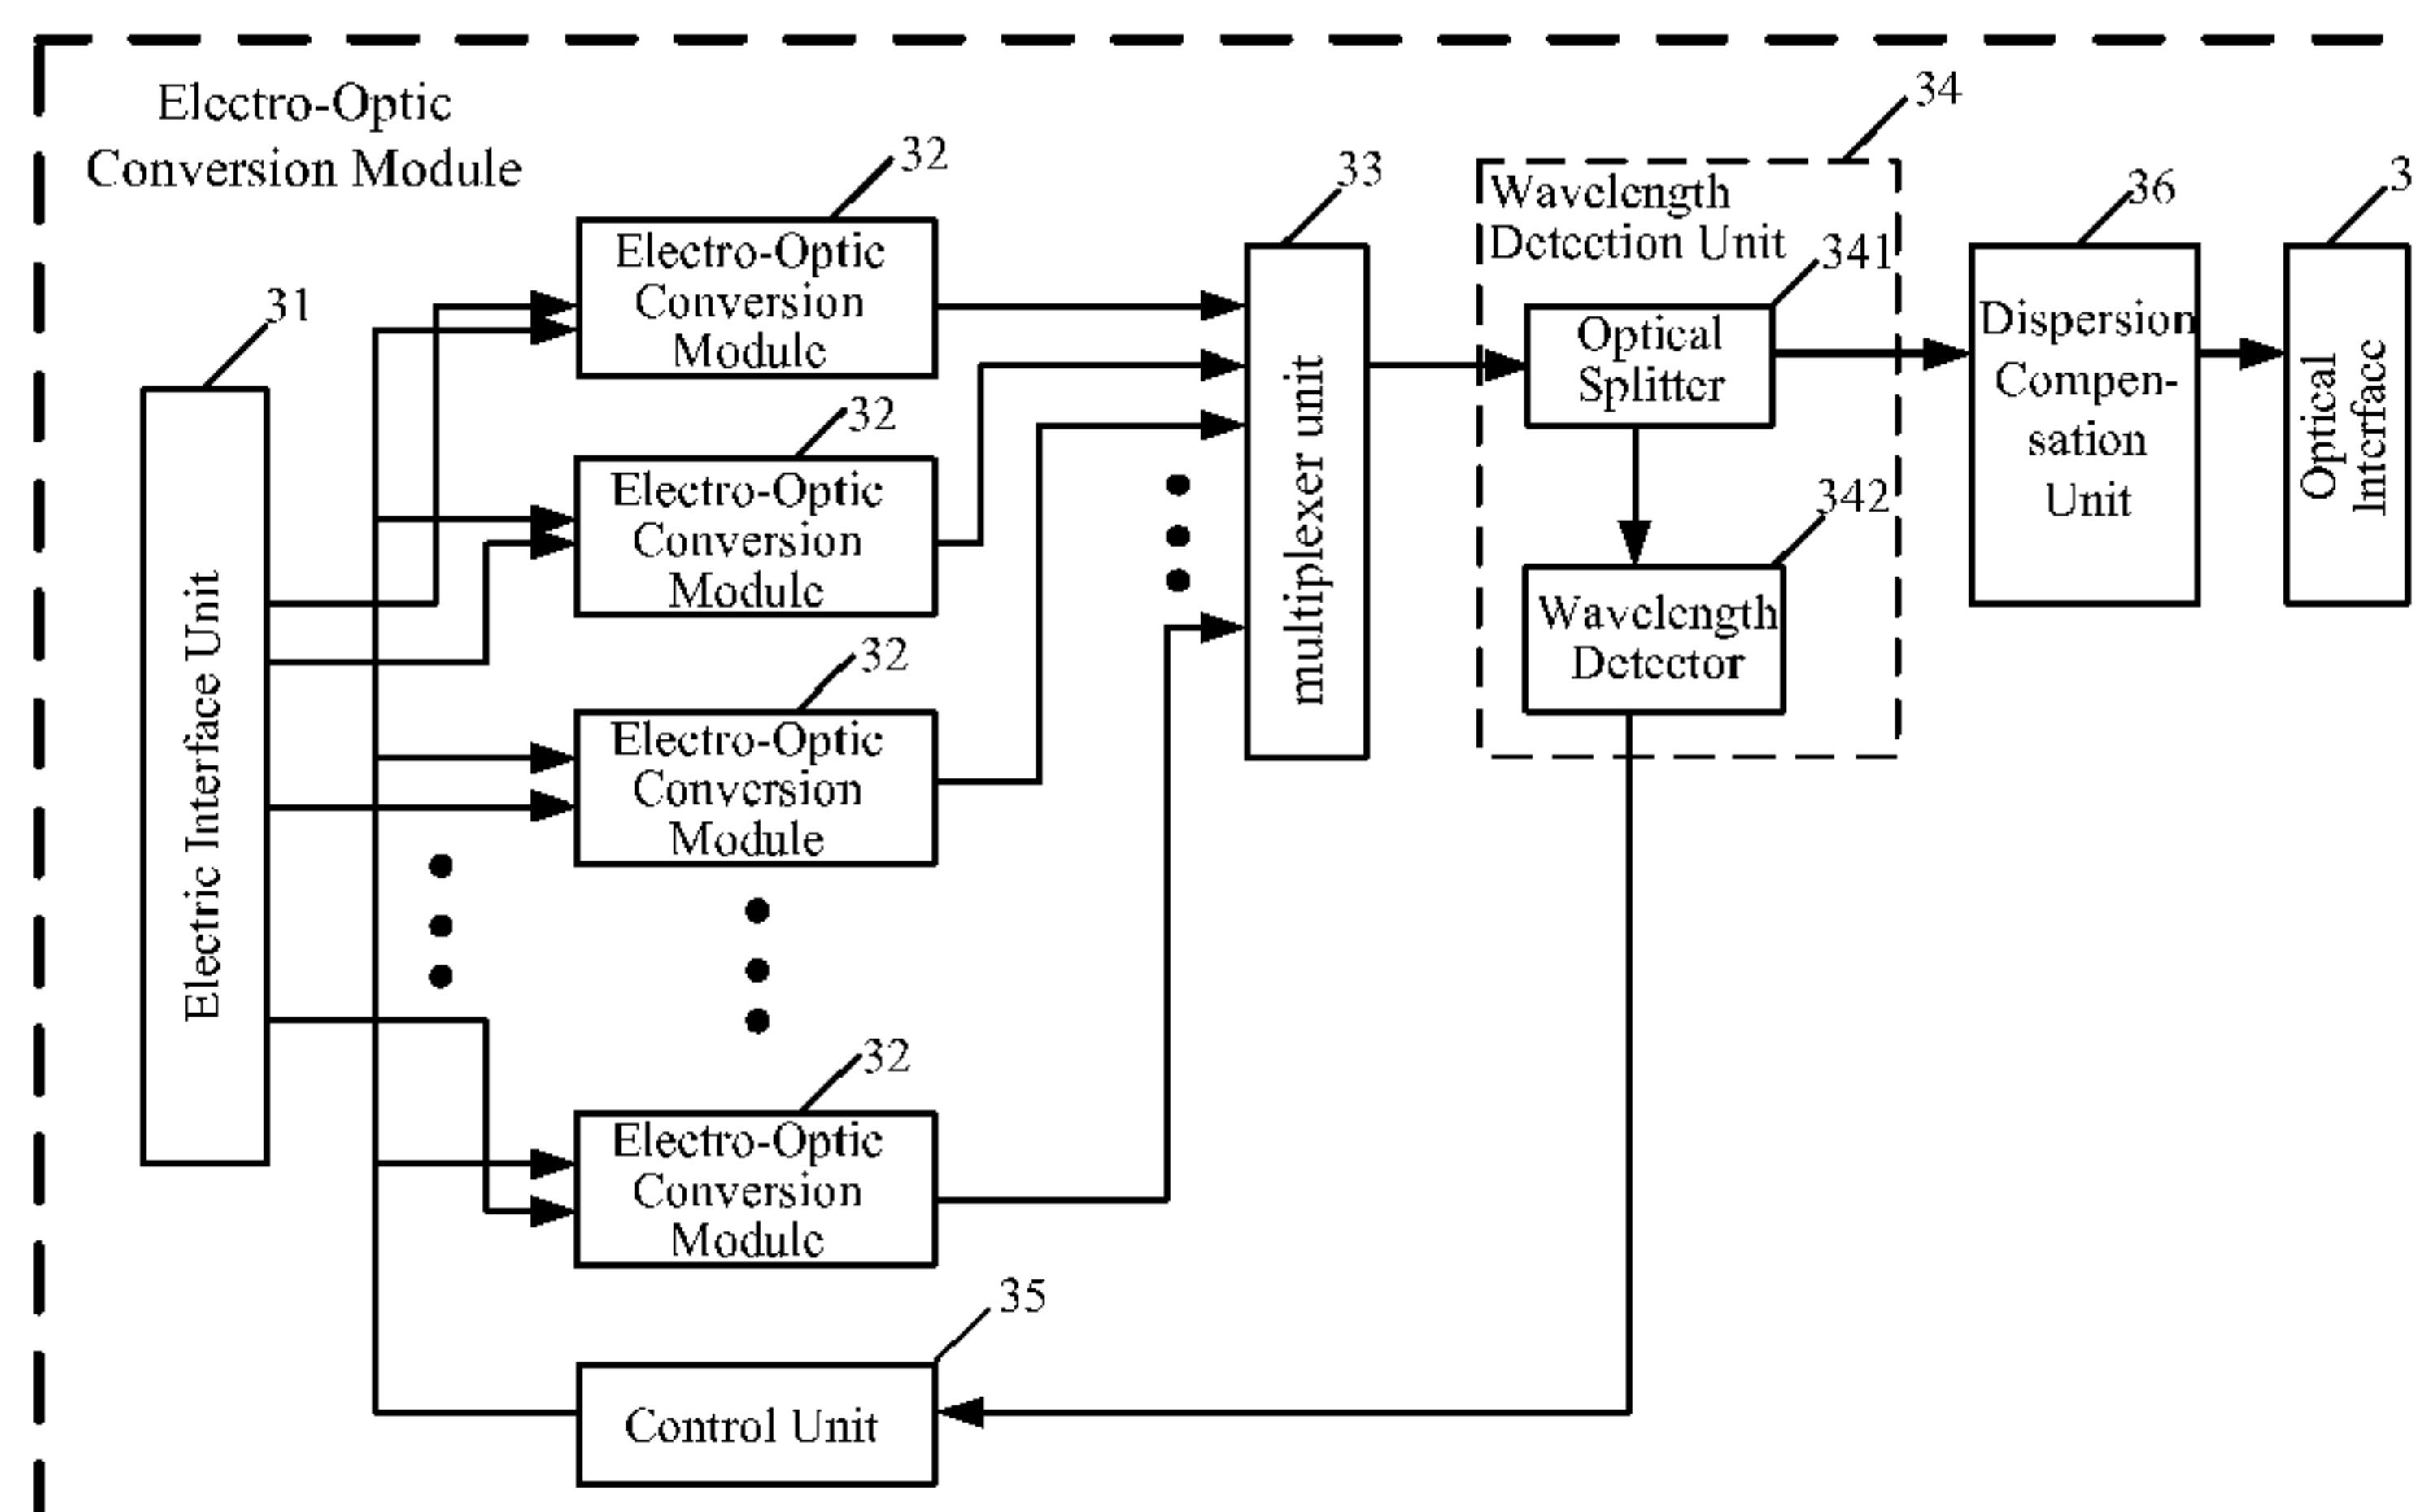 Electro-Optic
Conversion Module
34
32
33
Wavelength
Detection Unit
36
3
341
Electro-Optic
Conversion
Module
31
Optical
Splitter
Dispersion
Compen-
sation
Unit
Optical
Interface
32
Electro-Optic
Conversion
Module
multiplexer unit
342
Wavelength
Detector
32
Electro-Optic
Conversion
Module
Electric Interface Unit
32
Electro-Optic
Conversion
Module
35
Control Unit